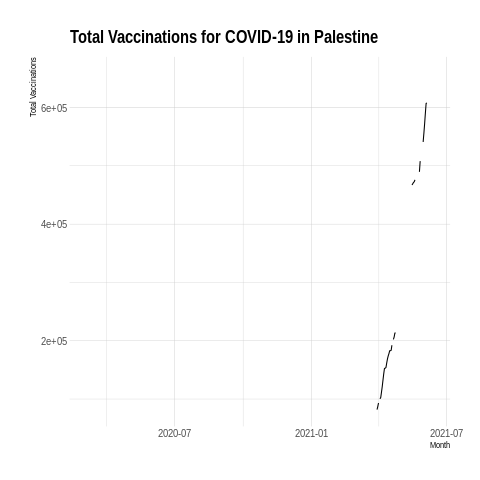 Total Vaccinations for COVID-19 in Palestine
Total Vaccinations
6e+05
4e+05
2e+05
2020-07
2021-01
2021-07
Month